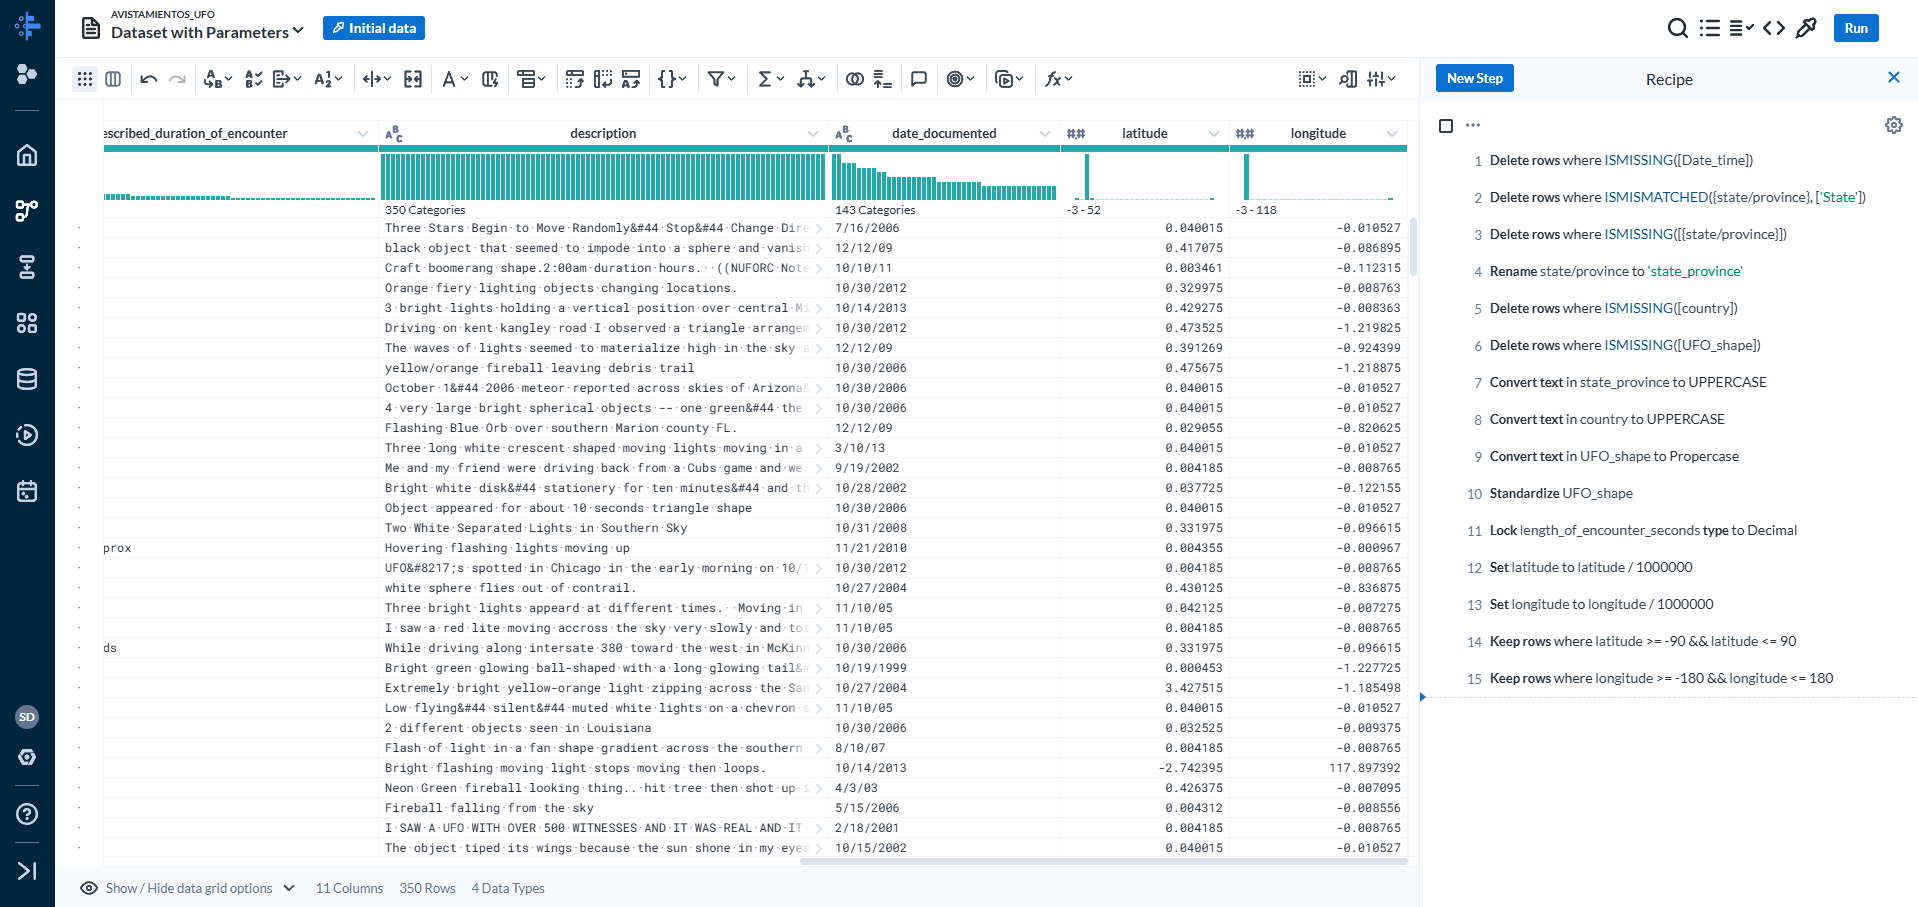 AVISTAMIENTOS_UFO
Dataset with Parameters
Initial data
Run
New Step
Recipe
escribed_duration_of_encounter
description
date_documented
latitude
longitude
350 Categories
143 Categories
-3 - 52
-3 - 118
Three Stars Begin to Move Randomly&#44 Stop&#44 Change Dire 7/16/2006 0.040015 -0.010527
black object that seemed to impode into a sphere and vanish 12/12/09 0.417075 -0.086895
Craft boomerang shape.2:00am duration hours.  ((NUFORC Note 10/10/11 0.003461 -0.112315
Orange fiery lighting objects changing locations. 10/30/2012 0.329975 -0.008763
3 bright lights holding a vertical position over central Mi 10/14/2013 0.429275 -0.008363
Driving on kent kangley road I observed a triangle arrangem 10/30/2012 0.473525 -1.219825
The waves of lights seemed to materialize high in the sky a 12/12/09 0.391269 -0.924399
yellow/orange fireball leaving debris trail 10/30/2006 0.475675 -1.218875
October 1&#44 2006 meteor reported across skies of Arizona& 10/30/2006 0.040015 -0.010527
4 very large bright spherical objects -- one green&#44 the 10/30/2006 0.040015 -0.010527
Flashing Blue Orb over southern Marion county FL. 12/12/09 0.029055 -0.820625
Three long white crescent shaped moving lights moving in a 3/10/13 0.040015 -0.010527
Me and my friend were driving back from a Cubs game and we 9/19/2002 0.004185 -0.008765
Bright white disk&#44 stationery for ten minutes&#44 and th 10/28/2002 0.037725 -0.122155
Object appeared for about 10 seconds triangle shape 10/30/2006 0.040015 -0.010527
Two White Separated Lights in Southern Sky 10/31/2008 0.331975 -0.096615
prox Hovering flashing lights moving up 11/21/2010 0.004355 -0.000967
UFO&#8217;s spotted in Chicago in the early morning on 10/1 10/30/2012 0.004185 -0.008765
white sphere flies out of contrail. 10/27/2004 0.430125 -0.836875
Three bright lights appeard at different times.  Moving in 11/10/05 0.042125 -0.007275
I saw a red lite moving accross the sky very slowly and tot 11/10/05 0.004185 -0.008765
ds While driving along intersate 380 toward the west in McKinn 10/30/2006 0.331975 -0.096615
Bright green glowing ball-shaped with a long glowing tail&# 10/19/1999 0.000453 -1.227725
Extremely bright yellow-orange light zipping across the San 10/27/2004 3.427515 -1.185498
Low flying&#44 silent&#44 muted white lights on a chevron s 11/10/05 0.040015 -0.010527
2 different objects seen in Louisiana 10/30/2006 0.032525 -0.009375
Flash of light in a fan shape gradient across the southern 8/10/07 0.004185 -0.008765
Bright flashing moving light stops moving then loops. 10/14/2013 -2.742395 117.897392
Neon Green fireball looking thing.. hit tree then shot up i 4/3/03 0.426375 -0.007095
Fireball falling from the sky 5/15/2006 0.004312 -0.008556
I SAW A UFO WITH OVER 500 WITNESSES AND IT WAS REAL AND IT 2/18/2001 0.004185 -0.008765
The object tiped its wings because the sun shone in my eyes 10/15/2002 0.040015 -0.010527
Show / Hide data grid options 11 Columns 350 Rows 4 Data Types
1 Delete rows where ISMISSING([Date_time])
2 Delete rows where ISMISMATCHED({state/province}, ['State'])
3 Delete rows where ISMISSING([{state/province}])
4 Rename state/province to 'state_province'
5 Delete rows where ISMISSING([country])
6 Delete rows where ISMISSING([UFO_shape])
7 Convert text in state_province to UPPERCASE
8 Convert text in country to UPPERCASE
9 Convert text in UFO_shape to Propercase
10 Standardize UFO_shape
11 Lock length_of_encounter_seconds type to Decimal
12 Set latitude to latitude / 1000000
13 Set longitude to longitude / 1000000
14 Keep rows where latitude >= -90 && latitude <= 90
15 Keep rows where longitude >= -180 && longitude <= 180
SD